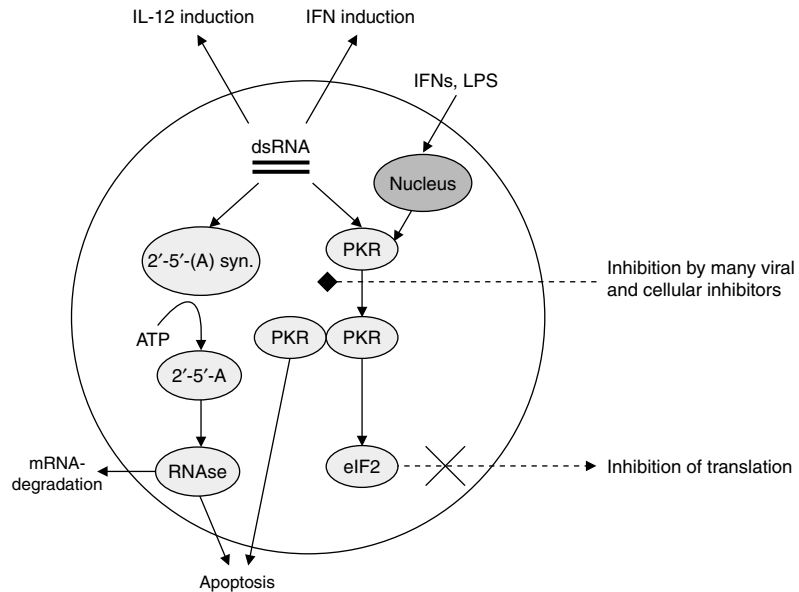 IL-12 induction
IFN induction
IFNs, LPS
dsRNA
Nucleus
PKR
2′-5′-(A) syn.
Inhibition by many viral
and cellular inhibitors
ATP
PKR
PKR
2′-5′-A
mRNA-
degradation
RNAse
eIF2
Inhibition of translation
Apoptosis